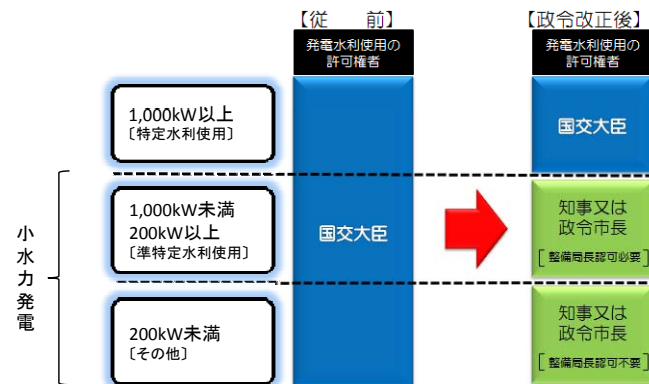 【従　　前】
【政令改正後】
発電水利使用の
許可権者
発電水利使用の
許可権者
1,000kW以上
〔特定水利使用〕
国交大臣
小水力発電
1,000kW未満
200kW以上
〔準特定水利使用〕
国交大臣
知事又は
政令市長
[ 整備局長認可必要 ]
200kW未満
〔その他〕
知事又は
政令市長
[ 整備局長認可不要 ]